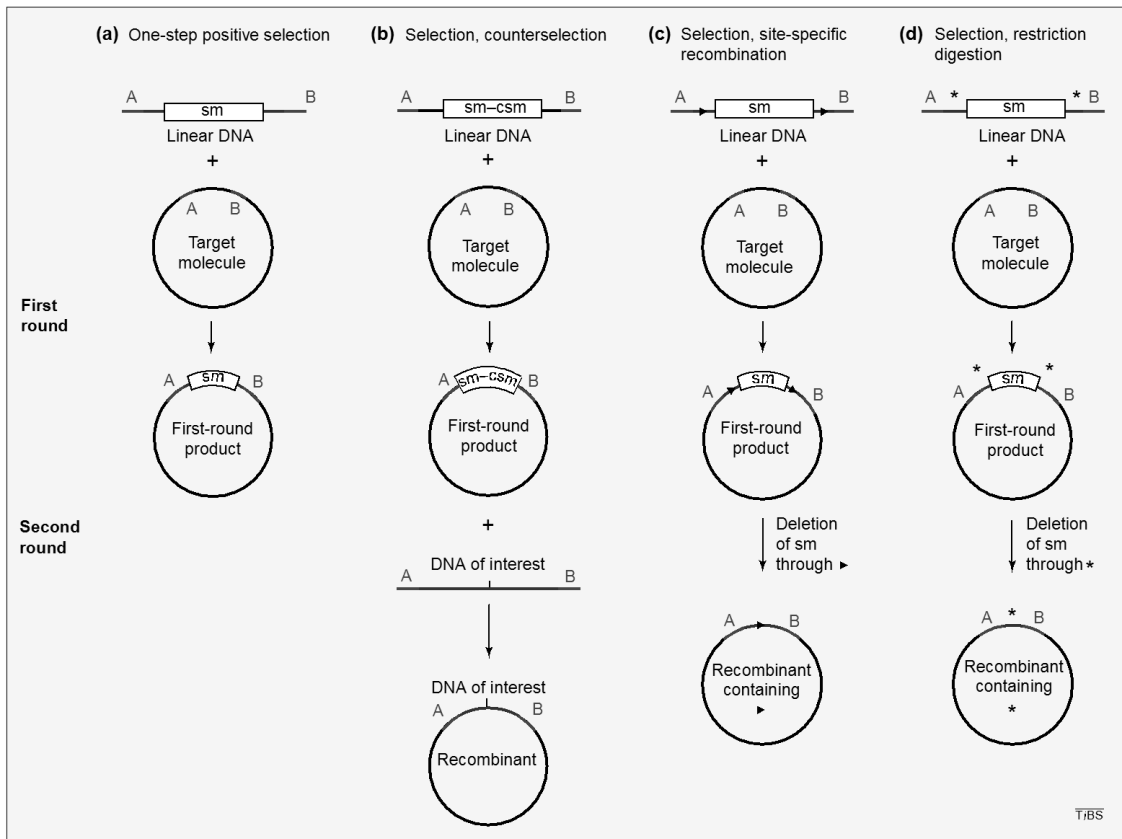 (a) One-step positive selection
A
B
sm
Linear DNA
+
A B
Target
molecule
A
sm
B
First-round
product
(b) Selection, counterselection
A
B
sm–csm
Linear DNA
+
A B
Target
molecule
A
sm–csm
B
First-round
product
+
DNA of interest
A
B
DNA of interest
A
B
Recombinant
(c) Selection, site-specific
recombination
A
B
sm
Linear DNA
+
A B
Target
molecule
A
sm
B
First-round
product
Deletion
of sm
through ►
A
B
Recombinant
containing
►
(d) Selection, restriction
digestion
A
*
*
B
sm
Linear DNA
+
A B
Target
molecule
*
*
A
sm
B
First-round
product
Deletion
of sm
through *
A * B
Recombinant
containing
*
First
round
Second
round
TiBS